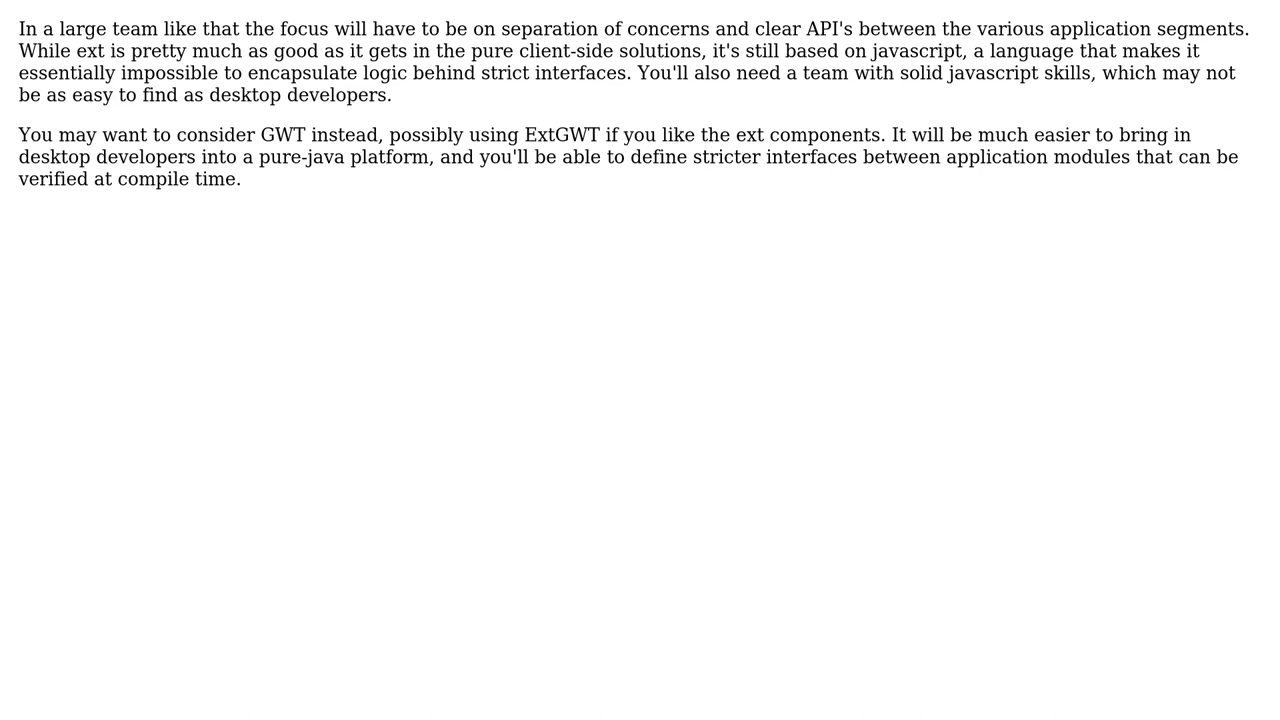 In a large team like that the focus will have to be on separation of concerns and clear API's between the various application segments.
While ext is pretty much as good as it gets in the pure client-side solutions, it's still based on javascript, a language that makes it
essentially impossible to encapsulate logic behind strict interfaces. You'll also need a team with solid javascript skills, which may not
be as easy to find as desktop developers.
You may want to consider GWT instead, possibly using ExtGWT if you like the ext components. It will be much easier to bring in
desktop developers into a pure-java platform, and you'll be able to define stricter interfaces between application modules that can be
verified at compile time.